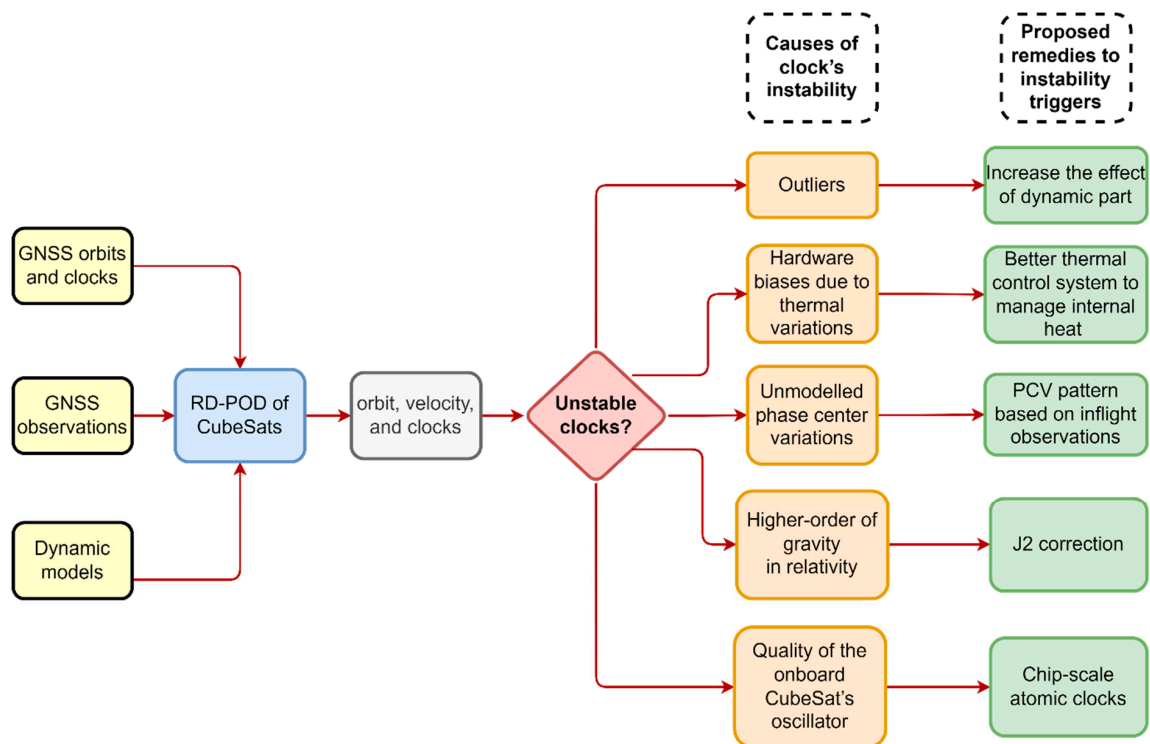 Causes of
clock's
instability
Proposed
remedies to
instability
triggers
GNSS orbits
and clocks
GNSS
observations
Dynamic
models
RD-POD of
CubeSats
orbit, velocity,
and clocks
Unstable
clocks?
Outliers
Increase the effect
of dynamic part
Hardware
biases due to
thermal
variations
Better thermal
control system to
manage internal
heat
Unmodelled
phase center
variations
PCV pattern
based on inflight
observations
Higher-order of
gravity
in relativity
J2 correction
Quality of the
onboard
CubeSat's
oscillator
Chip-scale
atomic clocks